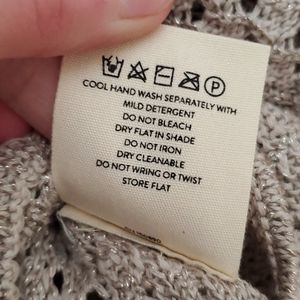 P
COOL HAND WASH SEPARATELY WITH
MILD DETERGENT
DO NOT BLEACH
DRY FLAT IN SHADE
DO NOT IRON
DRY CLEANABLE
DO NOT WRING OR TWIST
STORE FLAT